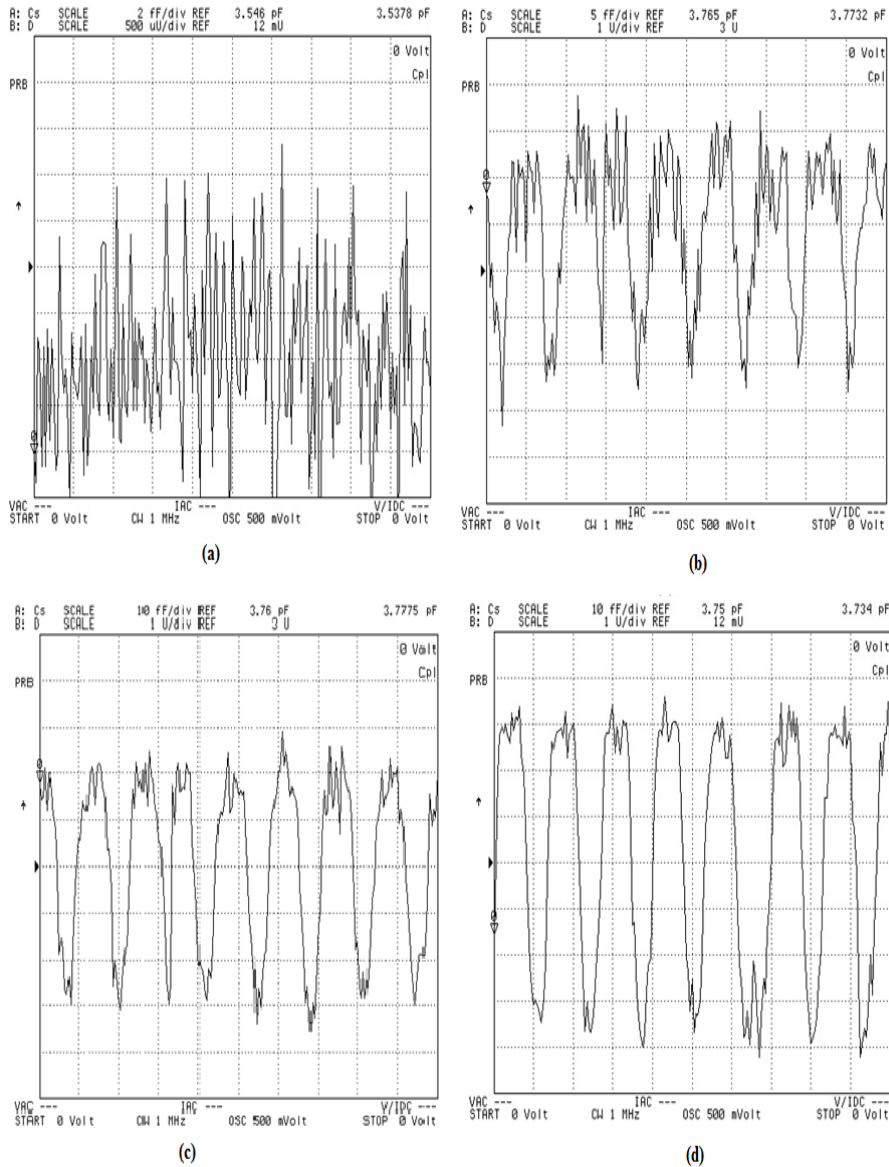 A: Cs SCALE 2 fF/div REF 3.546 pF 3.5378 pF
B: D SCALE 500 uU/div REF 12 mU
0 Volt
Cpl
PRB
VAC --- IAC --- V/IDC ---
START 0 Volt CW 1 MHz OSC 500 mVolt STOP 0 Volt
(a)
A: Cs SCALE 5 fF/div REF 3.765 pF 3.7732 pF
B: D SCALE 1 U/div REF 3 U
0 Volt
Cpl
PRB
VAC --- IAC --- V/IDC ---
START 0 Volt CW 1 MHz OSC 500 mVolt STOP 0 Volt
(b)
A: Cs SCALE 10 fF/div REF 3.76 pF 3.7775 pF
B: D SCALE 1 U/div REF 3 U
0 Volt
Cpl
PRB
VAC --- IAC --- V/IDC ---
START 0 Volt CW 1 MHz OSC 500 mVolt STOP 0 Volt
(c)
A: Cs SCALE 10 fF/div REF 3.75 pF 3.734 pF
B: D SCALE 1 U/div REF 12 mU
0 Volt
Cpl
PRB
VAC --- IAC --- V/IDC ---
START 0 Volt CW 1 MHz OSC 500 mVolt STOP 0 Volt
(d)